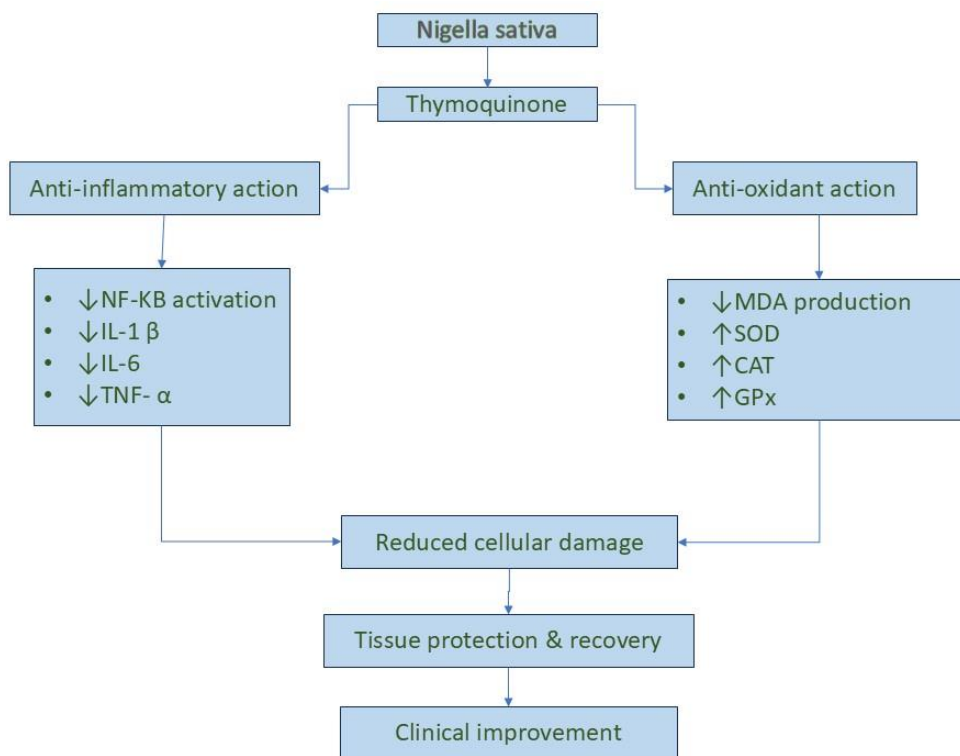 Nigella sativa
Thymoquinone
Anti-inflammatory action
Anti-oxidant action
• ↓NF-KB activation
• ↓IL-1 β
• ↓IL-6
• ↓TNF- α
• ↓MDA production
• ↑SOD
• ↑CAT
• ↑GPx
Reduced cellular damage
Tissue protection & recovery
Clinical improvement